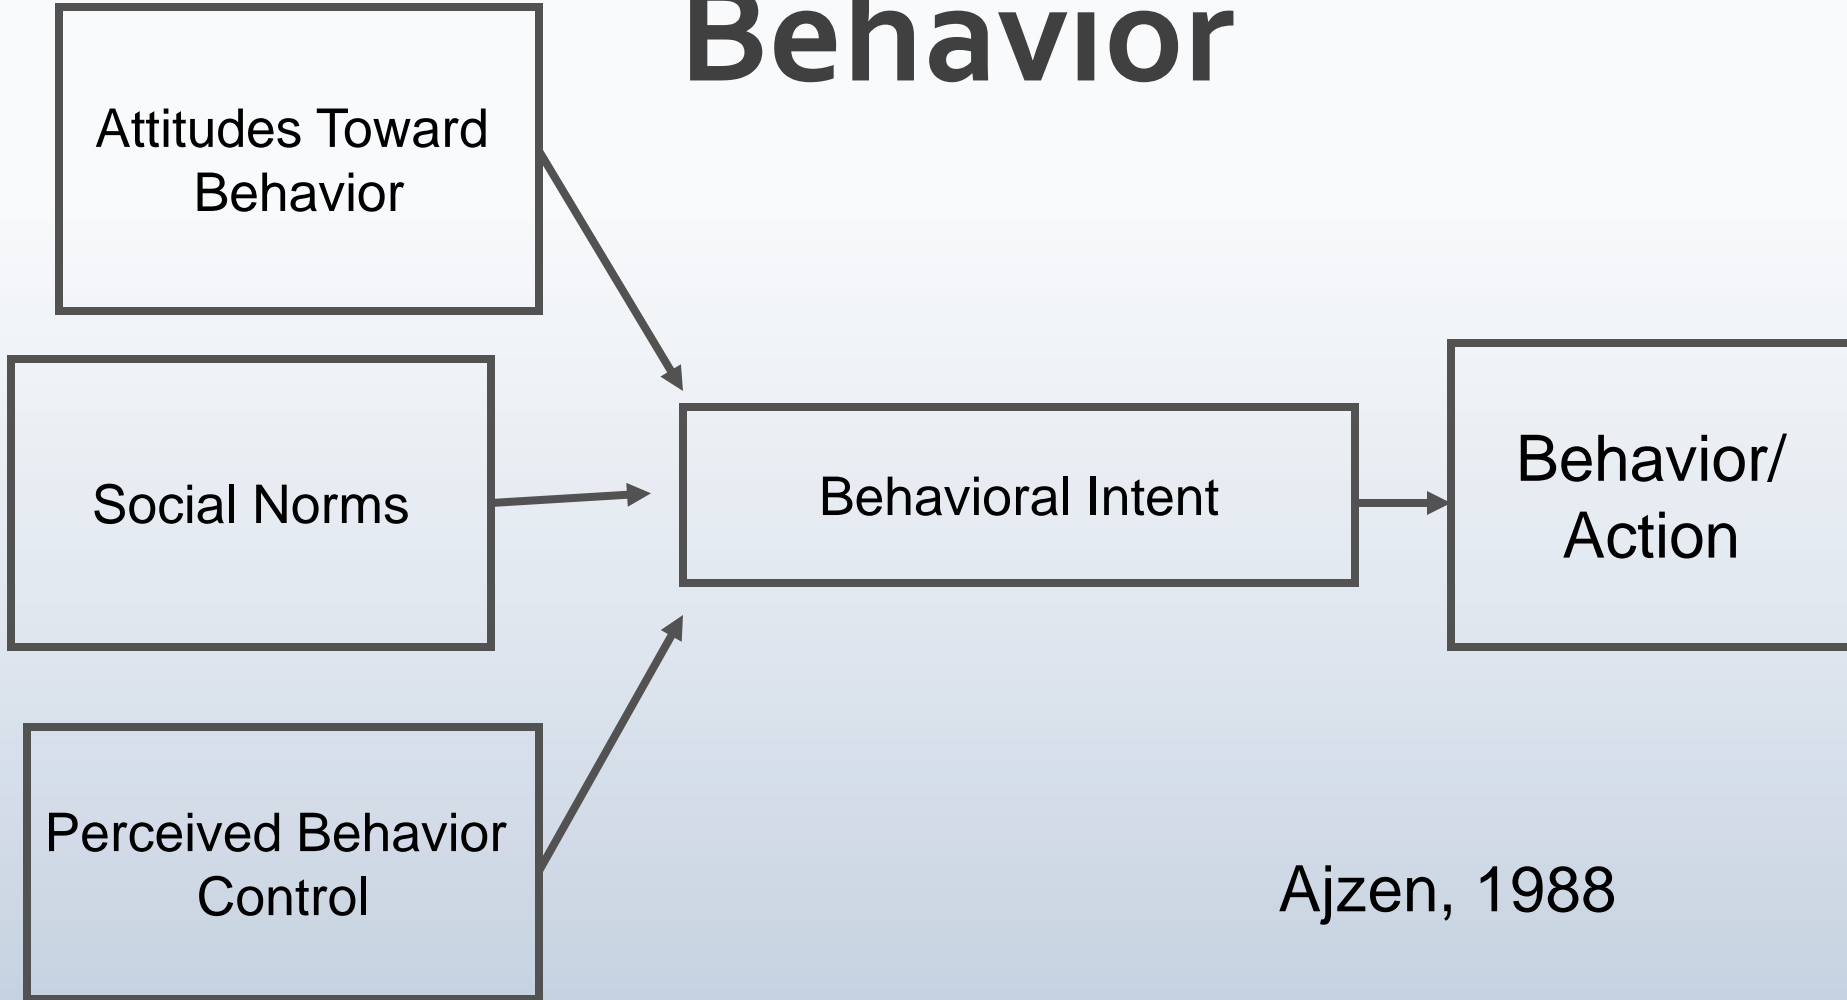 Behavior
Attitudes Toward
Behavior
Social Norms
Behavioral Intent
Behavior/
Action
Perceived Behavior
Control
Ajzen, 1988